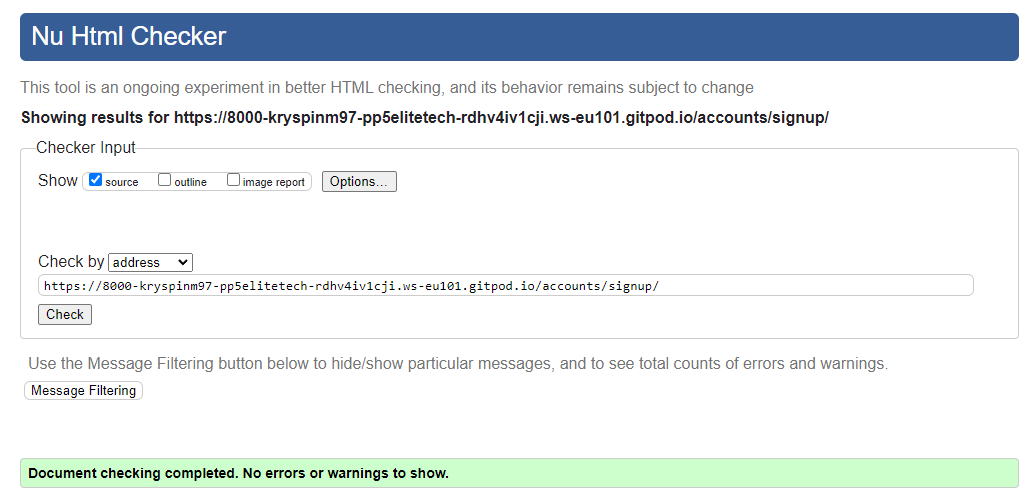 Nu Html Checker
This tool is an ongoing experiment in better HTML checking, and its behavior remains subject to change
Showing results for https://8000-kryspinm97-pp5elitetech-rdhv4iv1cji.ws-eu101.gitpod.io/accounts/signup/
Checker Input
Show source outline image report Options...
Check by address
https://8000-kryspinm97-pp5elitetech-rdhv4iv1cji.ws-eu101.gitpod.io/accounts/signup/
Check
Use the Message Filtering button below to hide/show particular messages, and to see total counts of errors and warnings.
Message Filtering
Document checking completed. No errors or warnings to show.